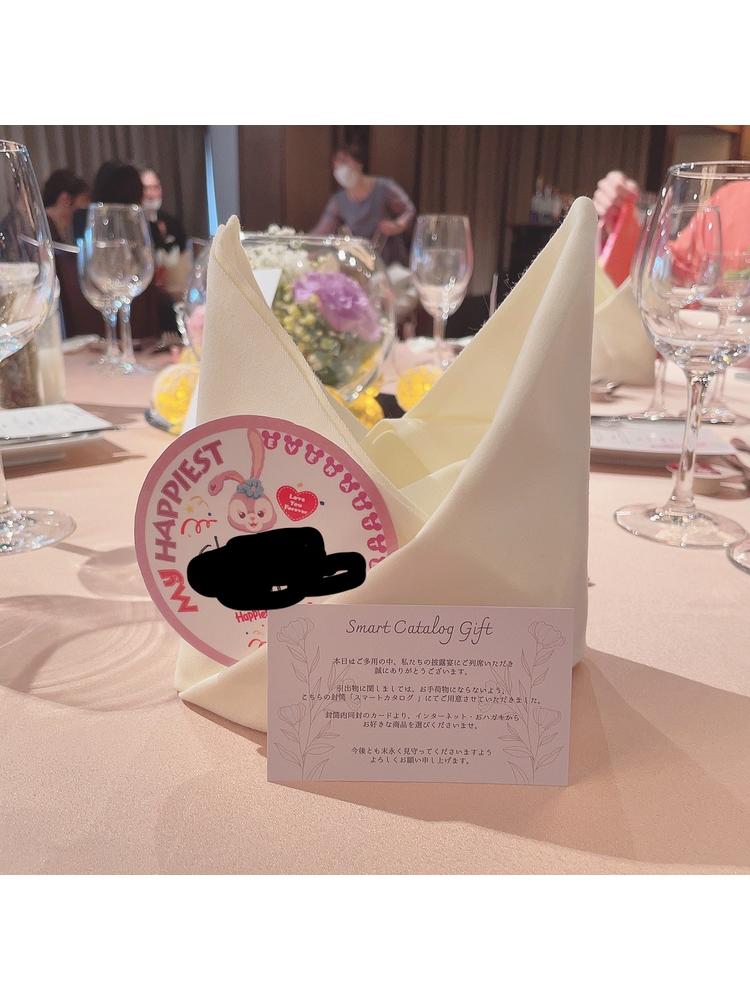 MY HAPPIEST
EVERAFT
Love
You
Forever
Smart Catalog Gift
本日はご多用の中、私たちの披露宴にご列席いただき
誠にありがとうございます。
引出物に関しましては、お手荷物にならないよう、
こちらの封筒「スマートカタログ 」にてご用意させていただきました。
封筒内同封のカードより、インターネット・おハガキから
お好きな商品を選びくださいませ。
今後とも末永く見守ってくださいますよう
よろしくお願い申し上げます。